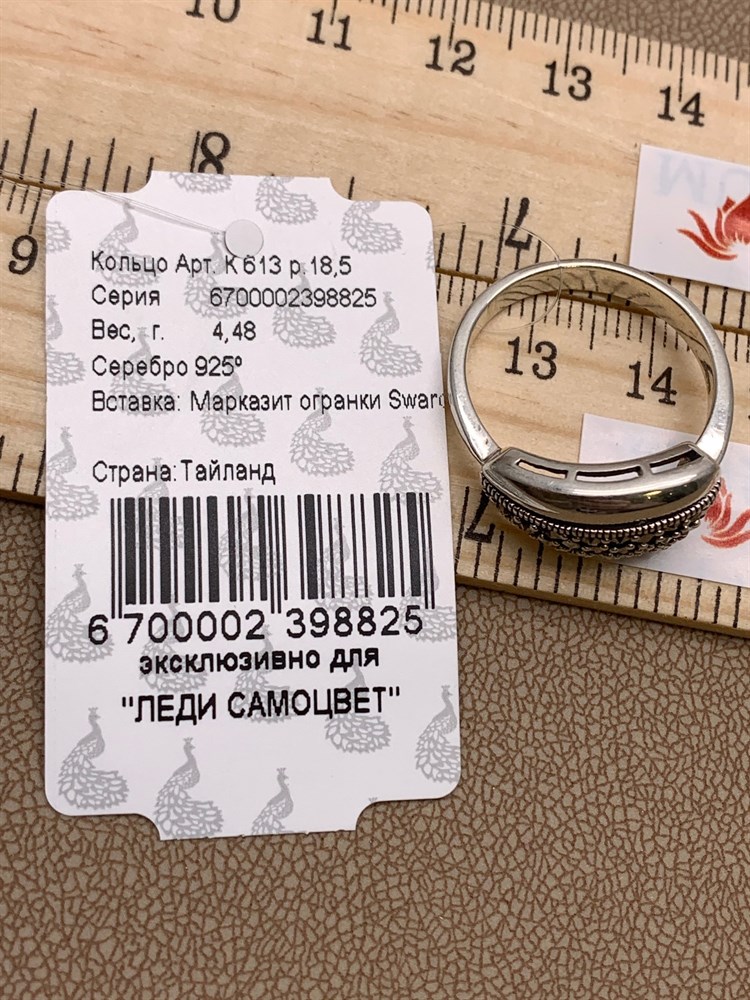 10 11 12 13 14
8
9
7
13 14
Кольцо Арт. К 613 р.18,5
Серия 6700002398825
Вес, г. 4,48
Серебро 925°
Вставка: Марказит огранки Swaro
Страна:Тайланд
6 700002 398825
эксклюзивно для
"ЛЕДИ САМОЦВЕТ"